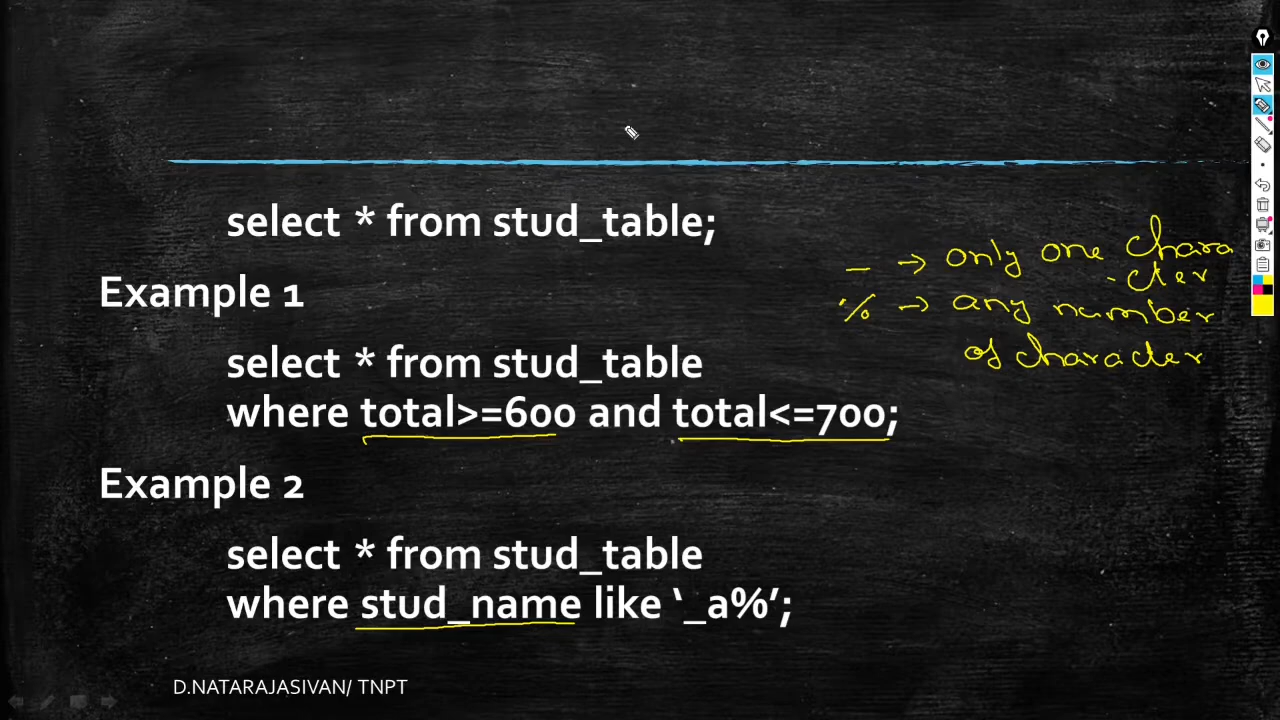 select * from stud_table;
_ → only one chara
-cter
% → any number
of character
Example 1
select * from stud_table
where total>=600 and total<=700;
Example 2
select * from stud_table
where stud_name like ‘_a%’;
D.NATARAJASIVAN/ TNPT